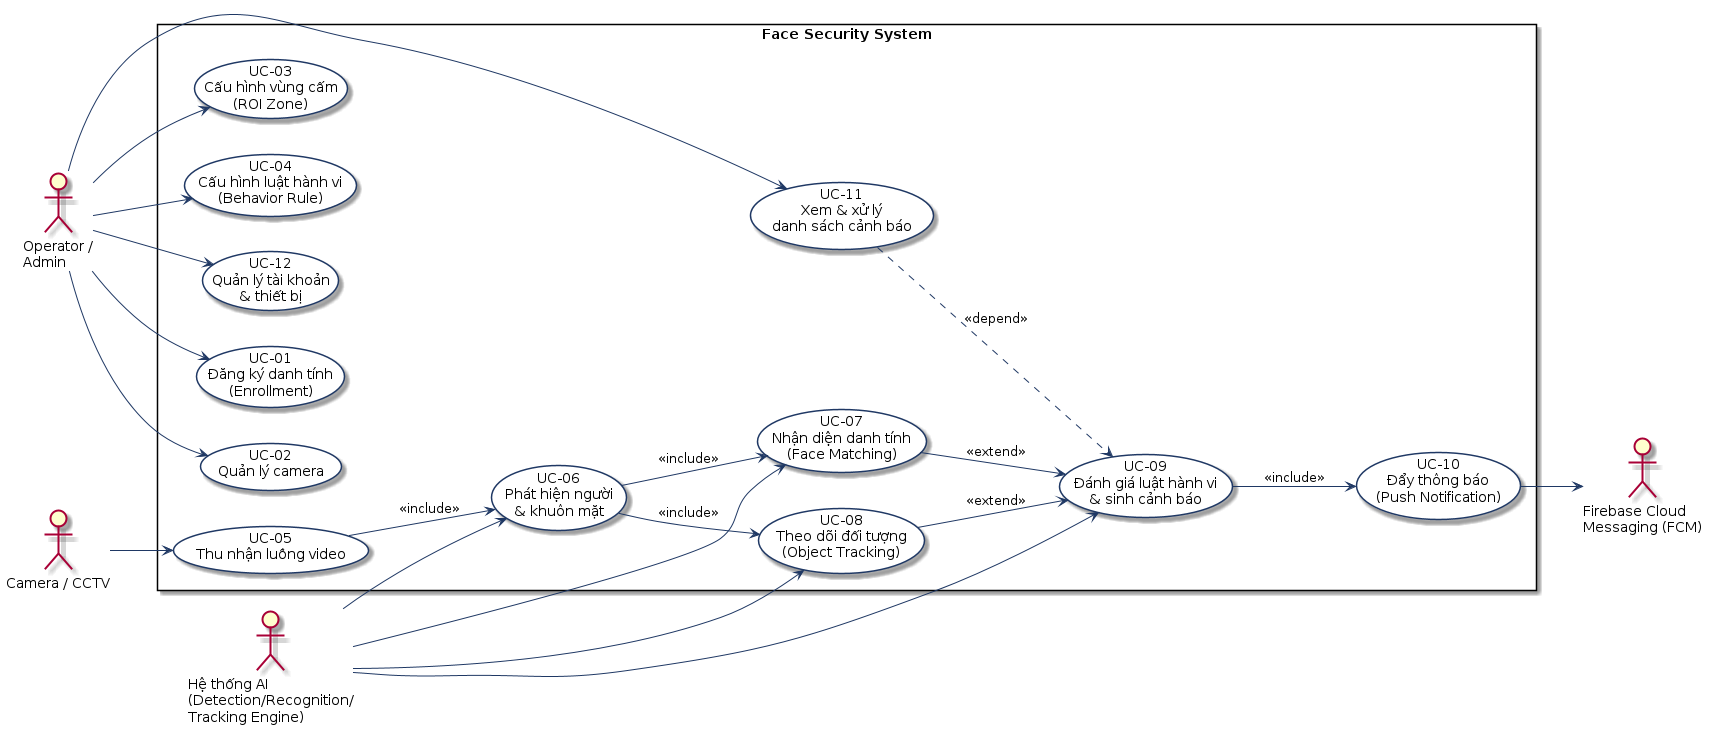 Face Security System
UC-03
Cấu hình vùng cấm
(ROI Zone)
UC-04
Cấu hình luật hành vi
(Behavior Rule)
UC-12
Quản lý tài khoản
& thiết bị
UC-01
Đăng ký danh tính
(Enrollment)
UC-02
Quản lý camera
UC-05
Thu nhận luồng video
UC-06
Phát hiện người
& khuôn mặt
UC-11
Xem & xử lý
danh sách cảnh báo
UC-07
Nhận diện danh tính
(Face Matching)
UC-08
Theo dõi đối tượng
(Object Tracking)
UC-09
Đánh giá luật hành vi
& sinh cảnh báo
UC-10
Đẩy thông báo
(Push Notification)
Operator /
Admin
Camera / CCTV
Hệ thống AI
(Detection/Recognition/
Tracking Engine)
Firebase Cloud
Messaging (FCM)
«include»
«include»
«include»
«extend»
«extend»
«depend»
«include»